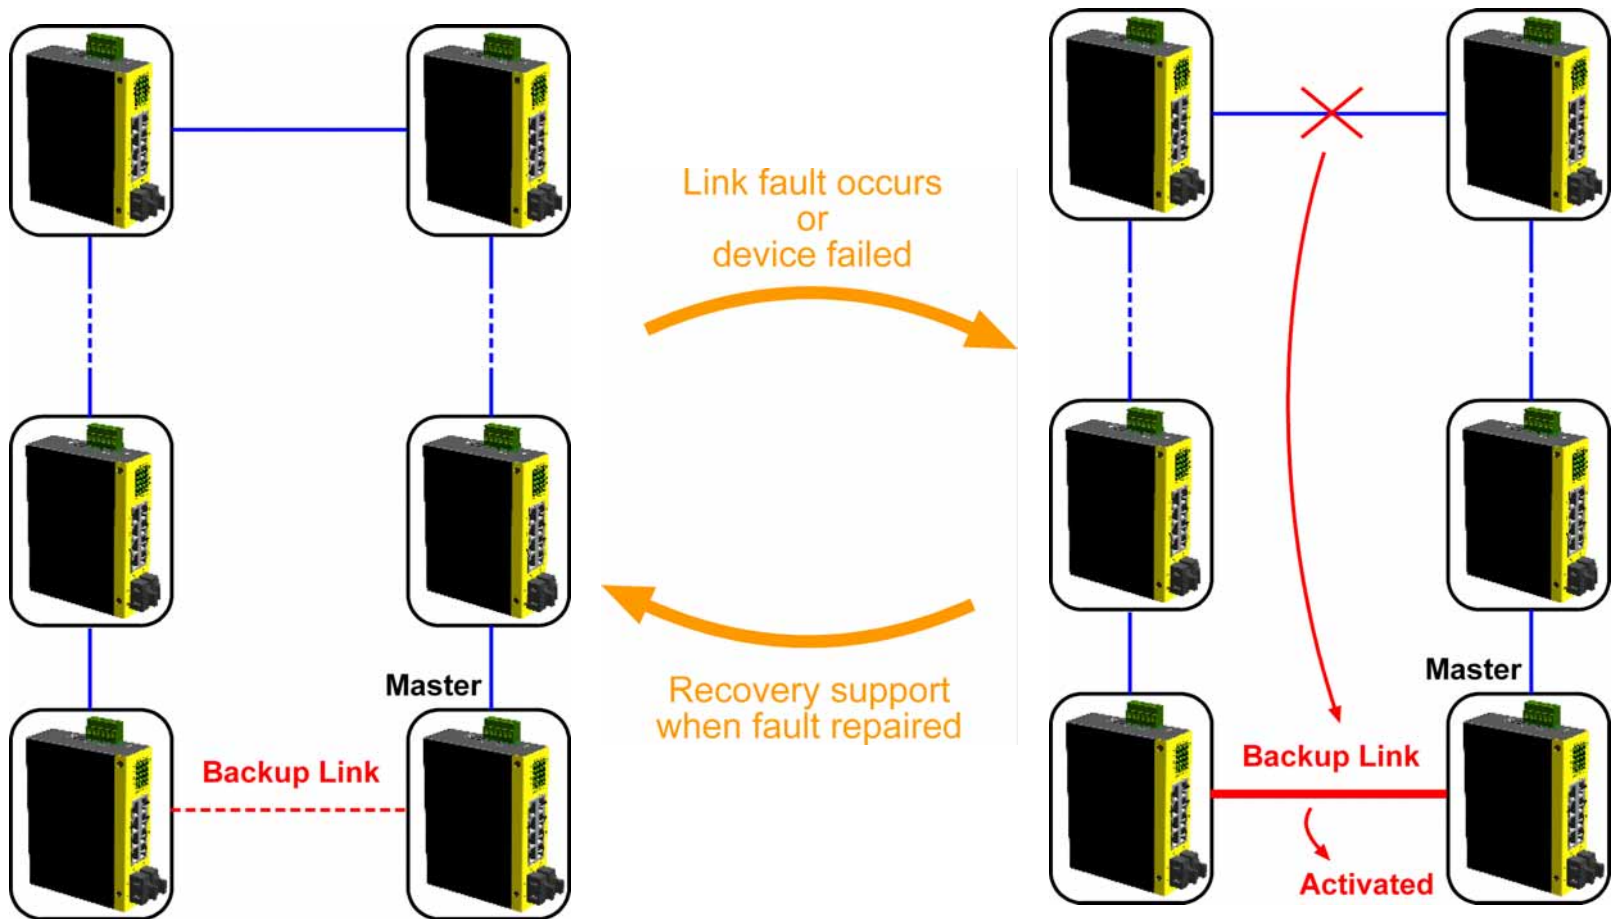 Link fault occurs
or
device failed
Recovery support
when fault repaired
Master
Backup Link
Master
Backup Link
Activated